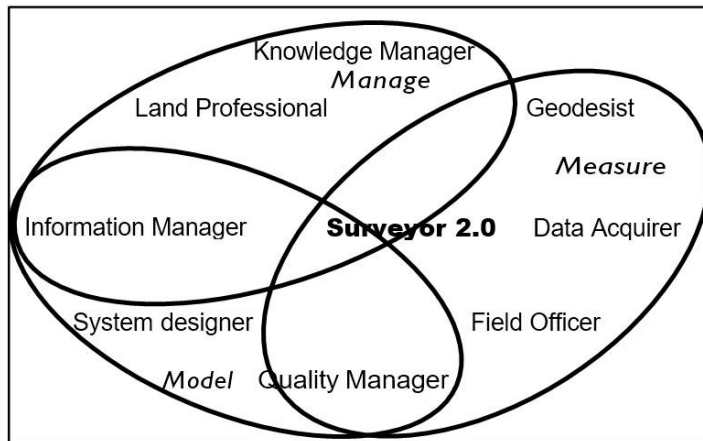 Knowledge Manager
Manage
Land Professional
Geodesist
Measure
Information Manager
Surveyor 2.0
Data Acquirer
System designer
Field Officer
Model
Quality Manager